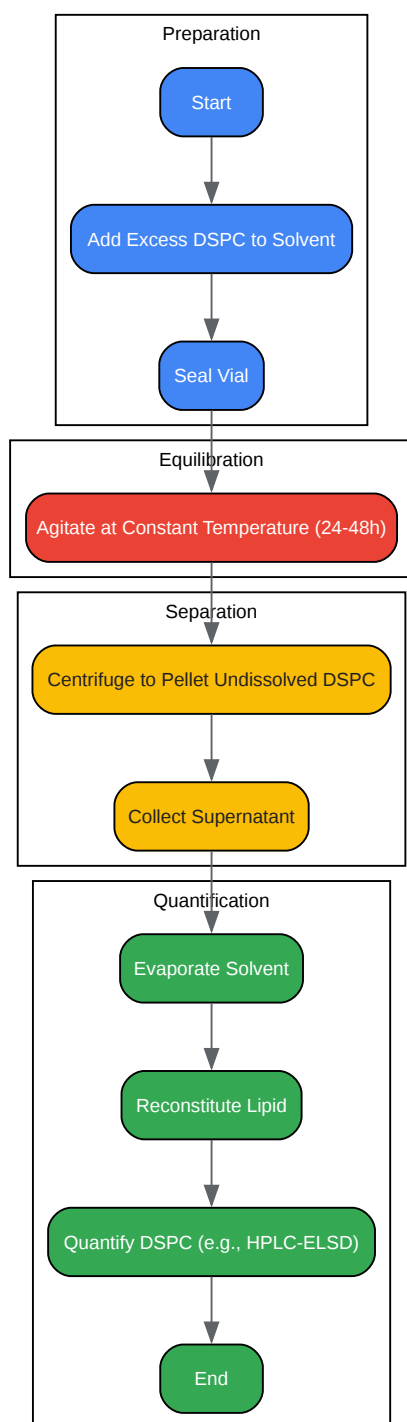 Preparation
Start
Add Excess DSPC to Solvent
Seal Vial
Equilibration
Agitate at Constant Temperature (24-48h)
Separation
Centrifuge to Pellet Undissolved DSPC
Collect Supernatant
Quantification
Evaporate Solvent
Reconstitute Lipid
Quantify DSPC (e.g., HPLC-ELSD)
End